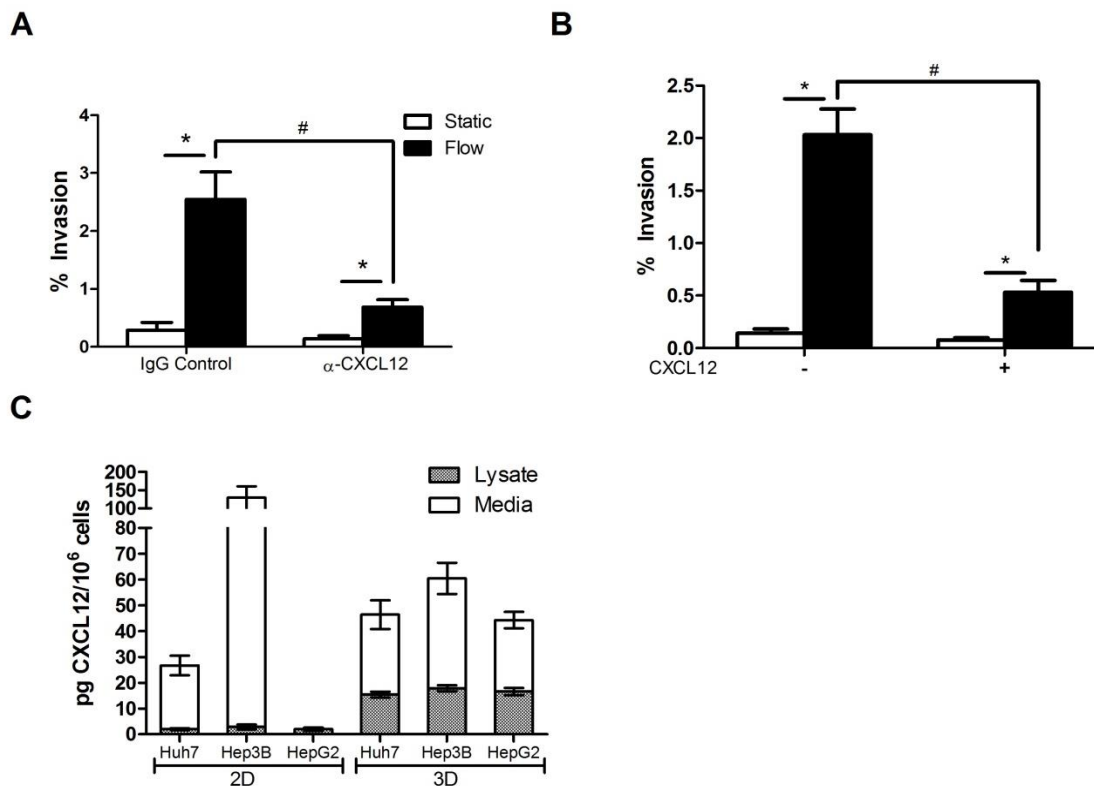 A
4
3
2
1
0
% Invasion
Static
Flow
*
#
*
IgG Control
α-CXCL12
B
2.5
2.0
1.5
1.0
0.5
0.0
% Invasion
*
#
*
CXCL12
-
+
C
200
150
100
80
70
60
50
40
30
20
10
0
pg CXCL12/10⁶ cells
Lysate
Media
Huh7 Hep3B HepG2 Huh7 Hep3B HepG2
2D 3D